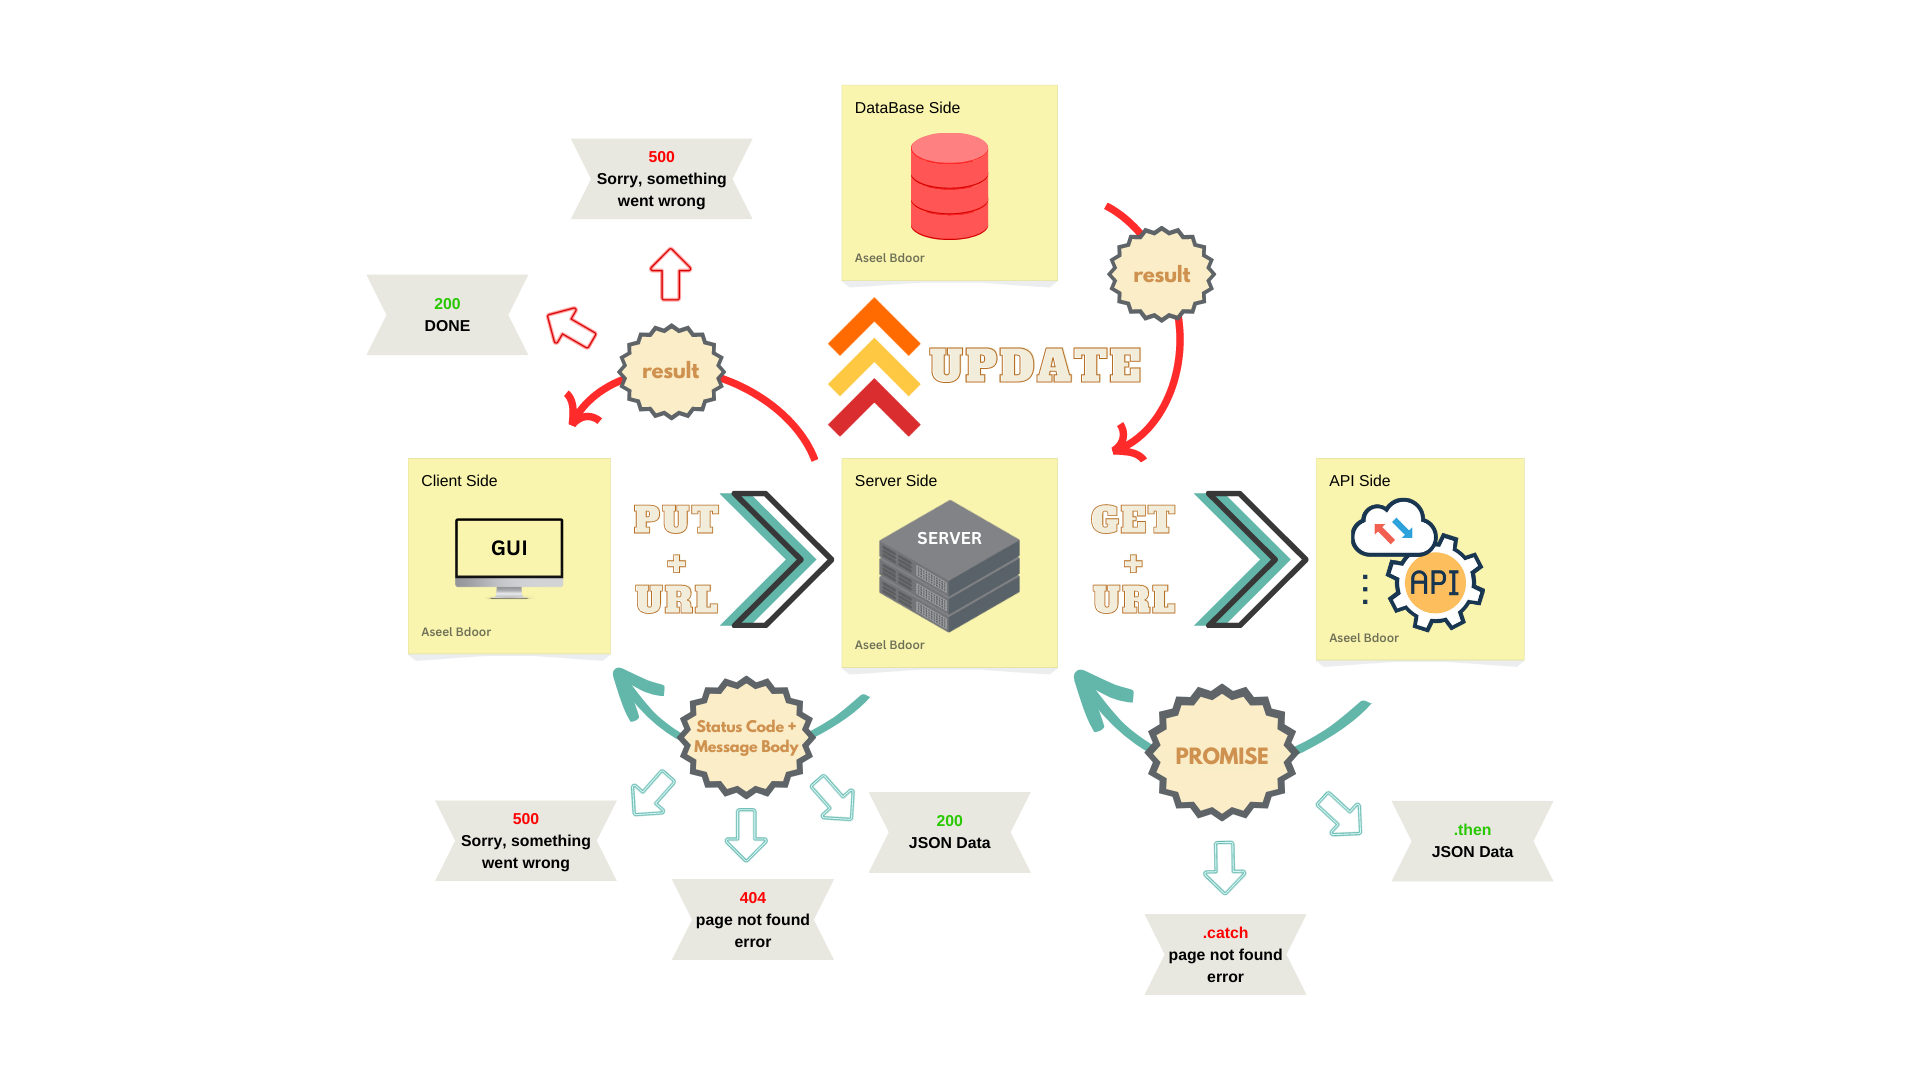 DataBase Side
Aseel Bdoor
500
Sorry, something
went wrong
200
DONE
result
result
UPDATE
Client Side
GUI
Aseel Bdoor
PUT
+
URL
Server Side
SERVER
Aseel Bdoor
GET
+
URL
API Side
API
Aseel Bdoor
Status Code +
Message Body
500
Sorry, something
went wrong
404
page not found
error
200
JSON Data
PROMISE
.catch
page not found
error
.then
JSON Data